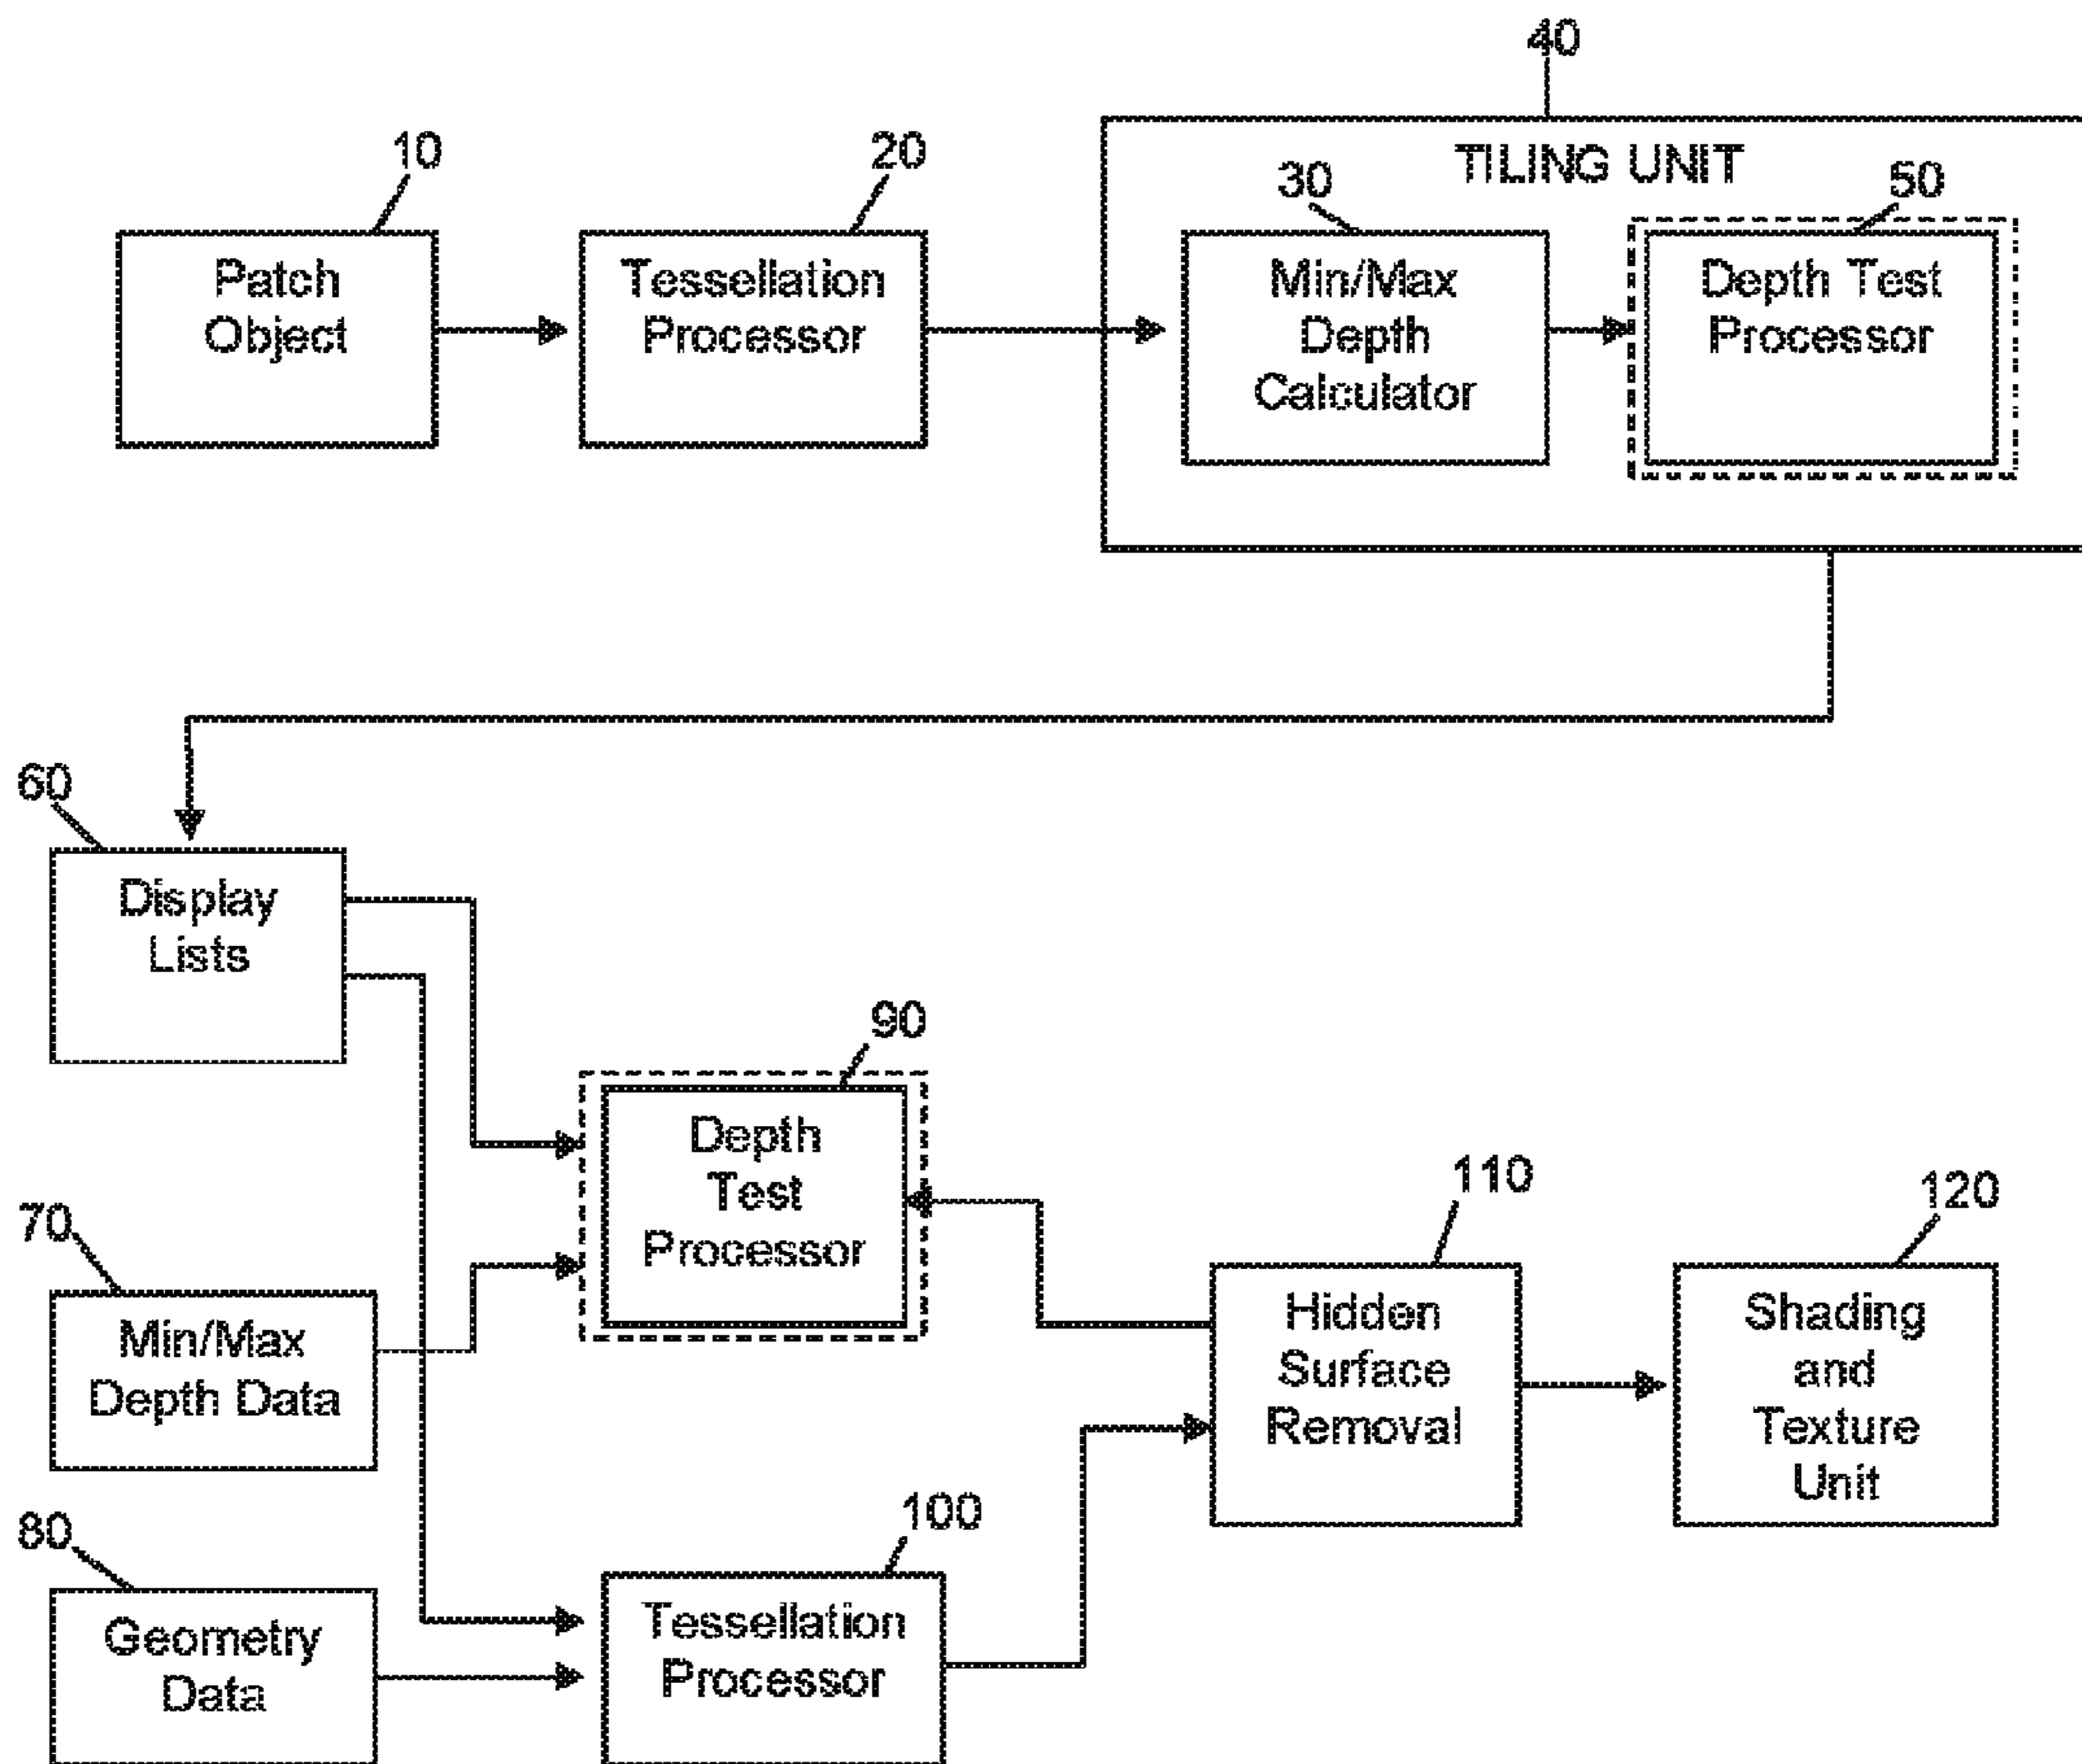 40
10
20
TILING UNIT
30
50
Patch
Object
Tessellation
Processor
Min/Max
Depth
Calculator
Depth Test
Processor
60
Display
Lists
90
Depth
Test
Processor
110
120
70
Min/Max
Depth Data
Hidden
Surface
Removal
Shading
and
Texture
Unit
80
100
Geometry
Data
Tessellation
Processor